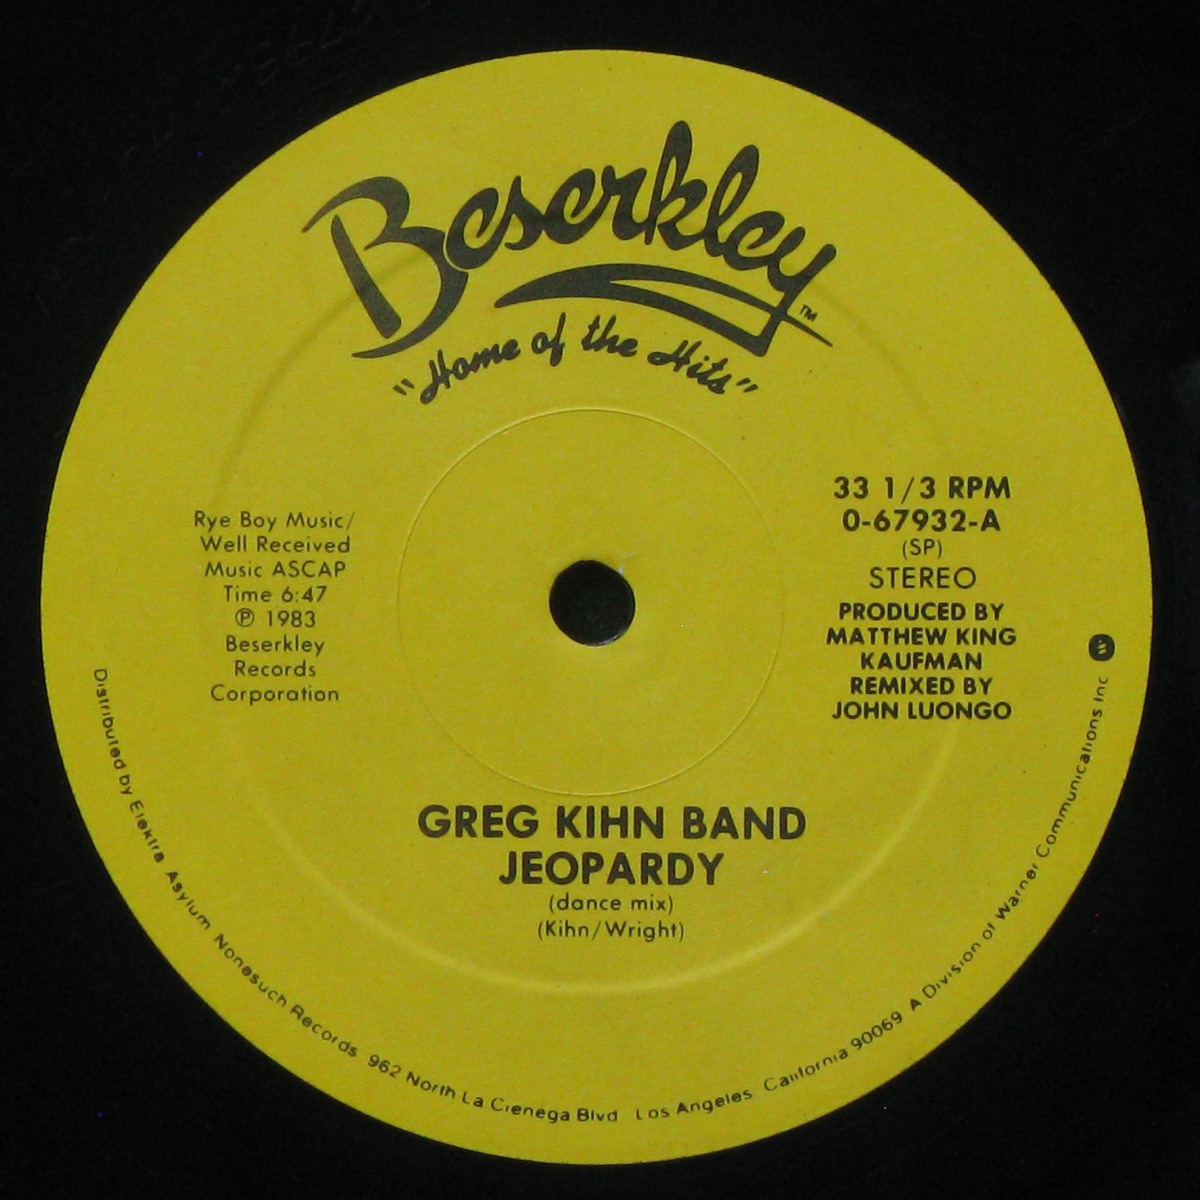 Beserkley™
"Home of the Hits"
Rye Boy Music/
Well Received
Music ASCAP
Time 6:47
℗ 1983
Beserkley
Records
Corporation
33 1/3 RPM
0-67932-A
(SP)
STEREO
PRODUCED BY
MATTHEW KING
KAUFMAN
REMIXED BY
JOHN LUONGO
GREG KIHN BAND
JEOPARDY
(dance mix)
(Kihn/Wright)
Distributed by Elektra Asylum Nonesuch Records 962 North La Cienega Blvd Los Angeles California 90069 A Division of Warner Communications Inc